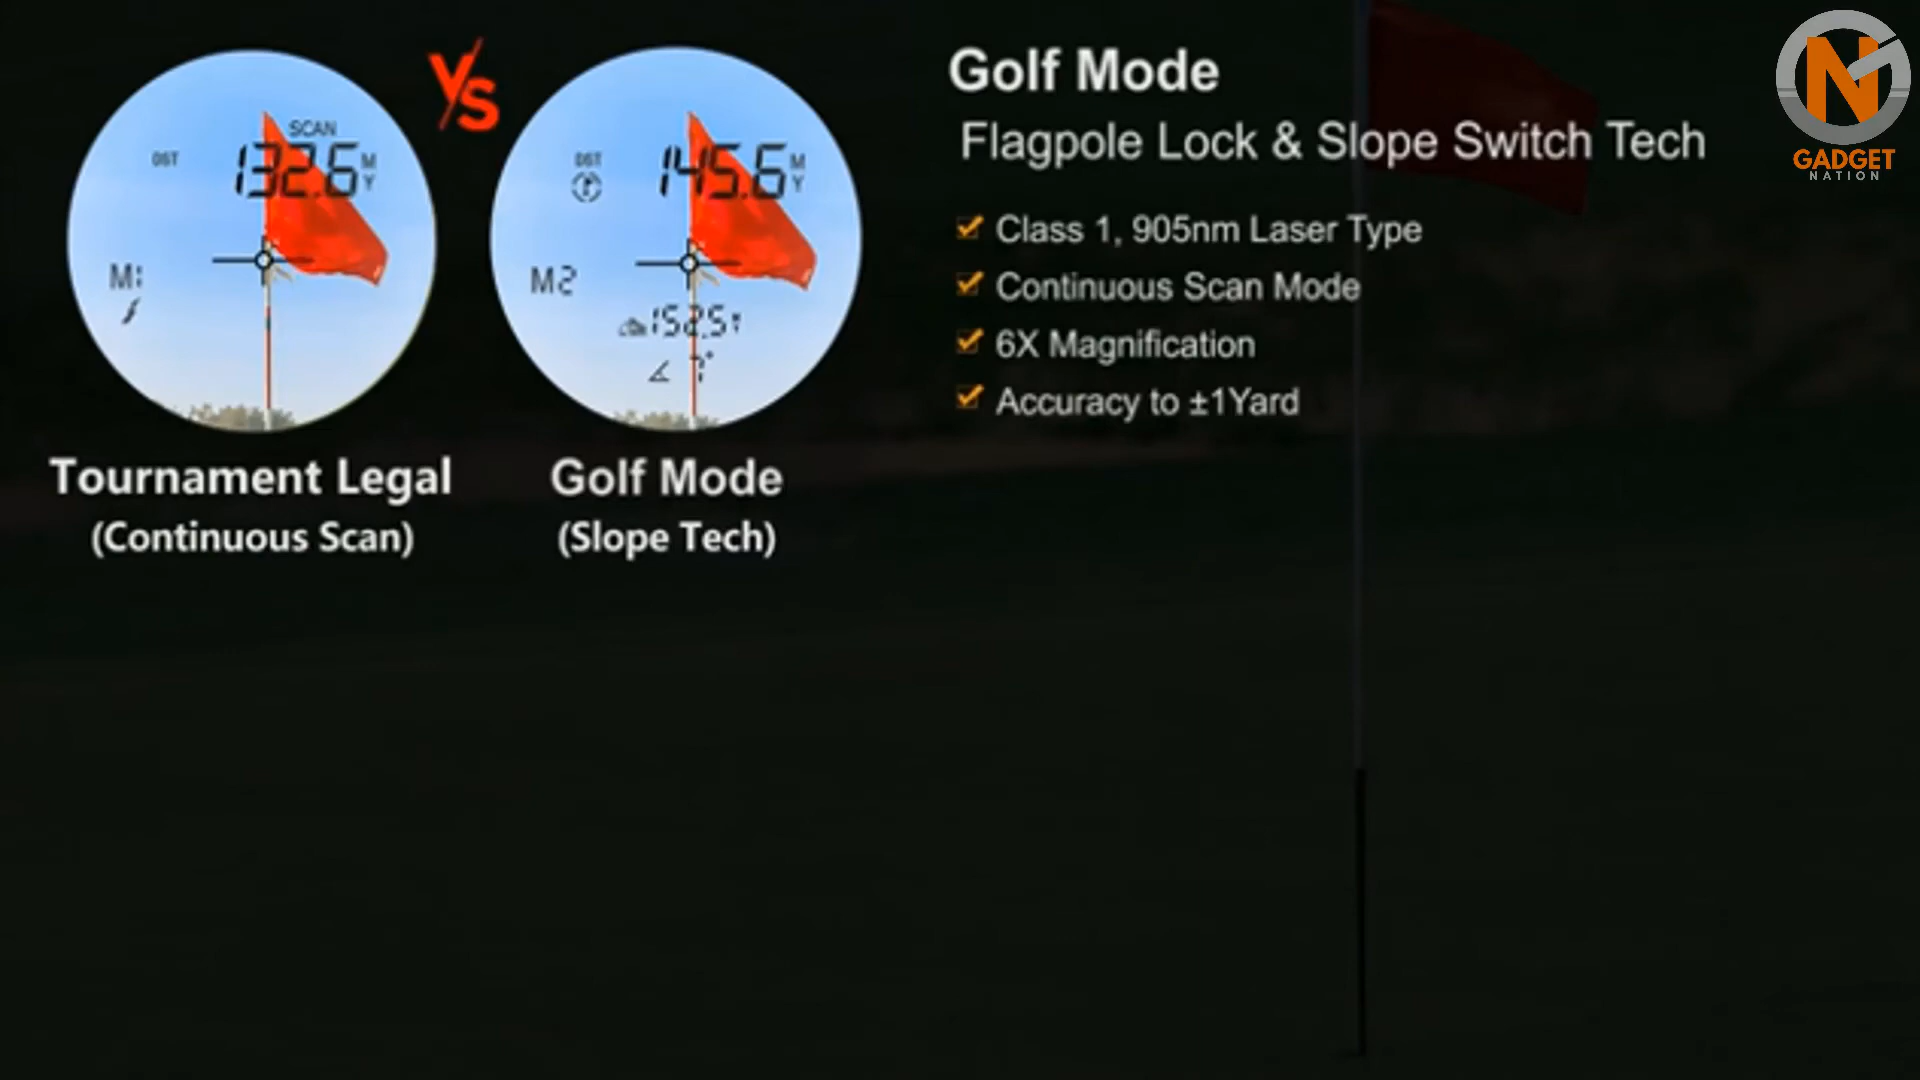 SCAN
DST
132.6 M Y
M1
Tournament Legal
(Continuous Scan)
VS
DST
145.6 M Y
M2
152.5 Y
7°
Golf Mode
(Slope Tech)
Golf Mode
Flagpole Lock & Slope Switch Tech
Class 1, 905nm Laser Type
Continuous Scan Mode
6X Magnification
Accuracy to ±1Yard
N
GADGET
NATION